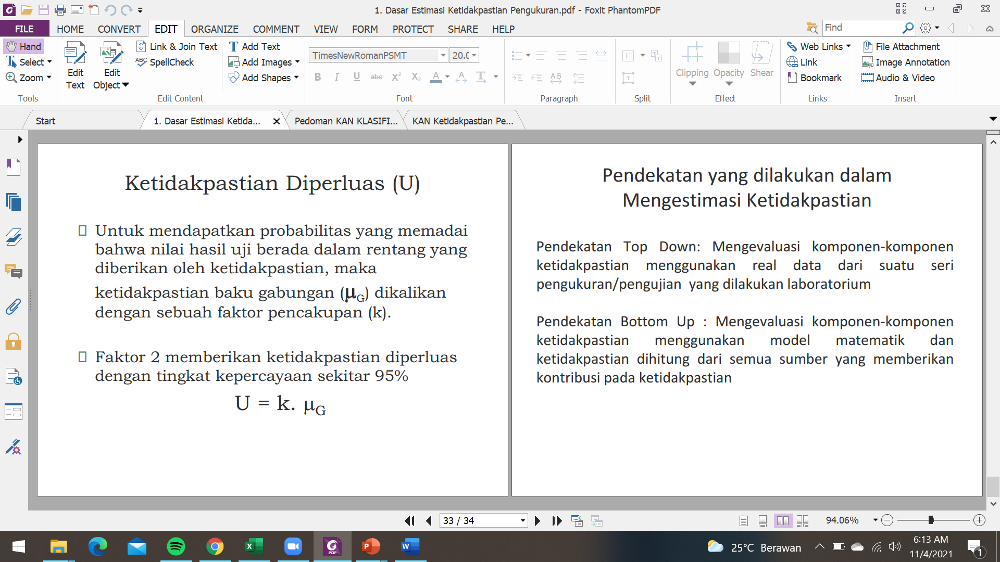 1. Dasar Estimasi Ketidakpastian Pengukuran.pdf - Foxit PhantomPDF
FILE HOME CONVERT EDIT ORGANIZE COMMENT VIEW FORM PROTECT SHARE HELP Find
Hand
Select
Zoom
Tools
Edit
Text
Edit
Object
Link & Join Text
ABC SpellCheck
Edit Content
Add Text
Add Images
Add Shapes
TimesNewRomanPSMT 20.0
B I U abc X² X₂ A A T
Font
A|B
Paragraph
Split
Clipping Opacity Shear
Effect
Web Links
Link
Bookmark
Links
File Attachment
Image Annotation
Audio & Video
Insert
Start
1. Dasar Estimasi Ketida...
Pedoman KAN KLASIFI...
KAN Ketidakpastian Pe...
Ketidakpastian Diperluas (U)
Untuk mendapatkan probabilitas yang memadai
bahwa nilai hasil uji berada dalam rentang yang
diberikan oleh ketidakpastian, maka
ketidakpastian baku gabungan (μG) dikalikan
dengan sebuah faktor pencakupan (k).
Faktor 2 memberikan ketidakpastian diperluas
dengan tingkat kepercayaan sekitar 95%
U = k. μG
Pendekatan yang dilakukan dalam
Mengestimasi Ketidakpastian
Pendekatan Top Down: Mengevaluasi komponen-komponen
ketidakpastian menggunakan real data dari suatu seri
pengukuran/pengujian yang dilakukan laboratorium
Pendekatan Bottom Up : Mengevaluasi komponen-komponen
ketidakpastian menggunakan model matematik dan
ketidakpastian dihitung dari semua sumber yang memberikan
kontribusi pada ketidakpastian
33 / 34
94.06%
25°C Berawan
6:13 AM
11/4/2021
1